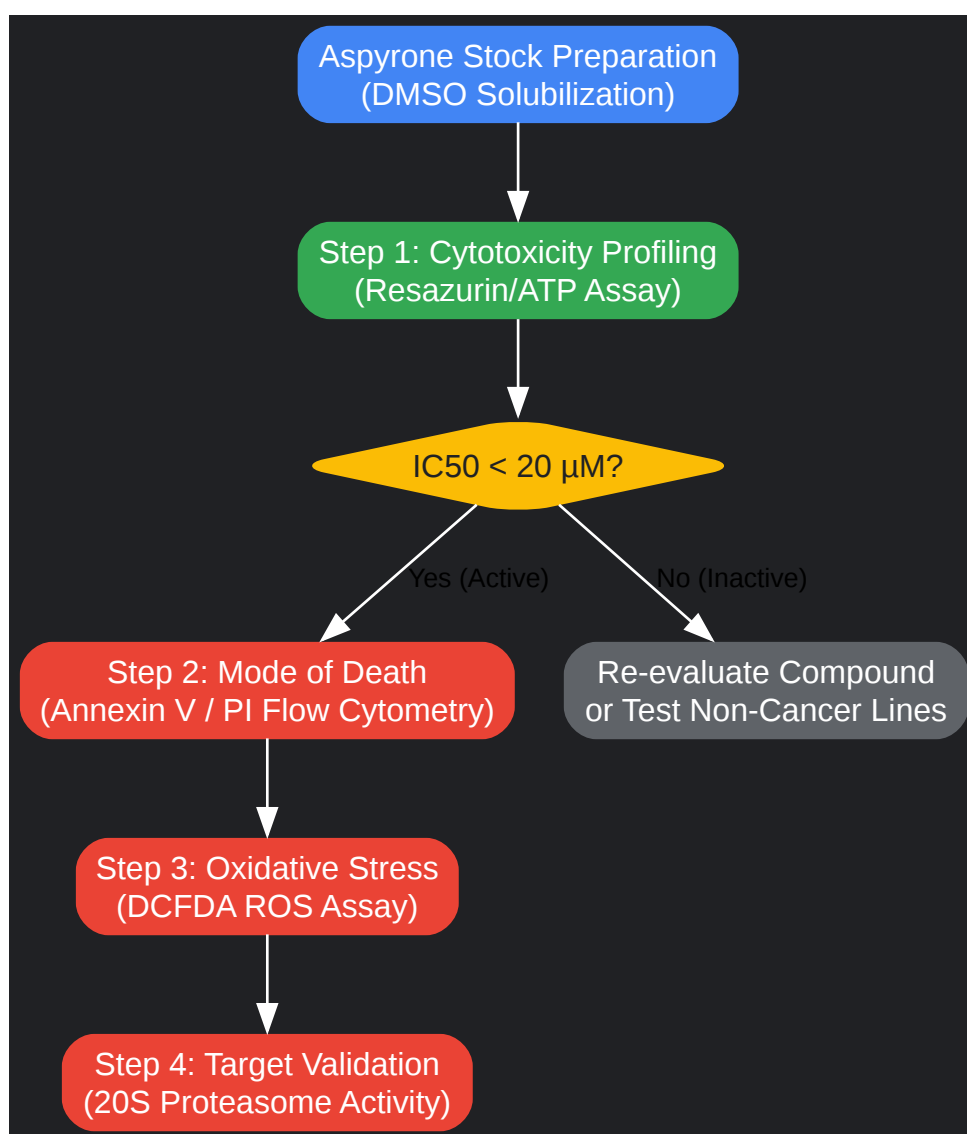 Aspyrone Stock Preparation
(DMSO Solubilization)
Step 1: Cytotoxicity Profiling
(Resazurin/ATP Assay)
IC50 < 20 µM?
Yes (Active)
No (Inactive)
Step 2: Mode of Death
(Annexin V / PI Flow Cytometry)
Re-evaluate Compound
or Test Non-Cancer Lines
Step 3: Oxidative Stress
(DCFDA ROS Assay)
Step 4: Target Validation
(20S Proteasome Activity)